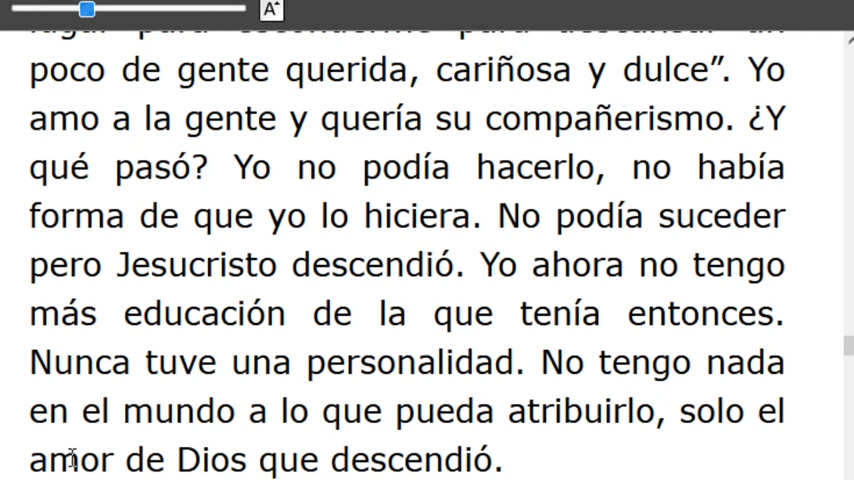 poco de gente querida, cariñosa y dulce”. Yo
amo a la gente y quería su compañerismo. ¿Y
qué pasó? Yo no podía hacerlo, no había
forma de que yo lo hiciera. No podía suceder
pero Jesucristo descendió. Yo ahora no tengo
más educación de la que tenía entonces.
Nunca tuve una personalidad. No tengo nada
en el mundo a lo que pueda atribuirlo, solo el
amor de Dios que descendió.